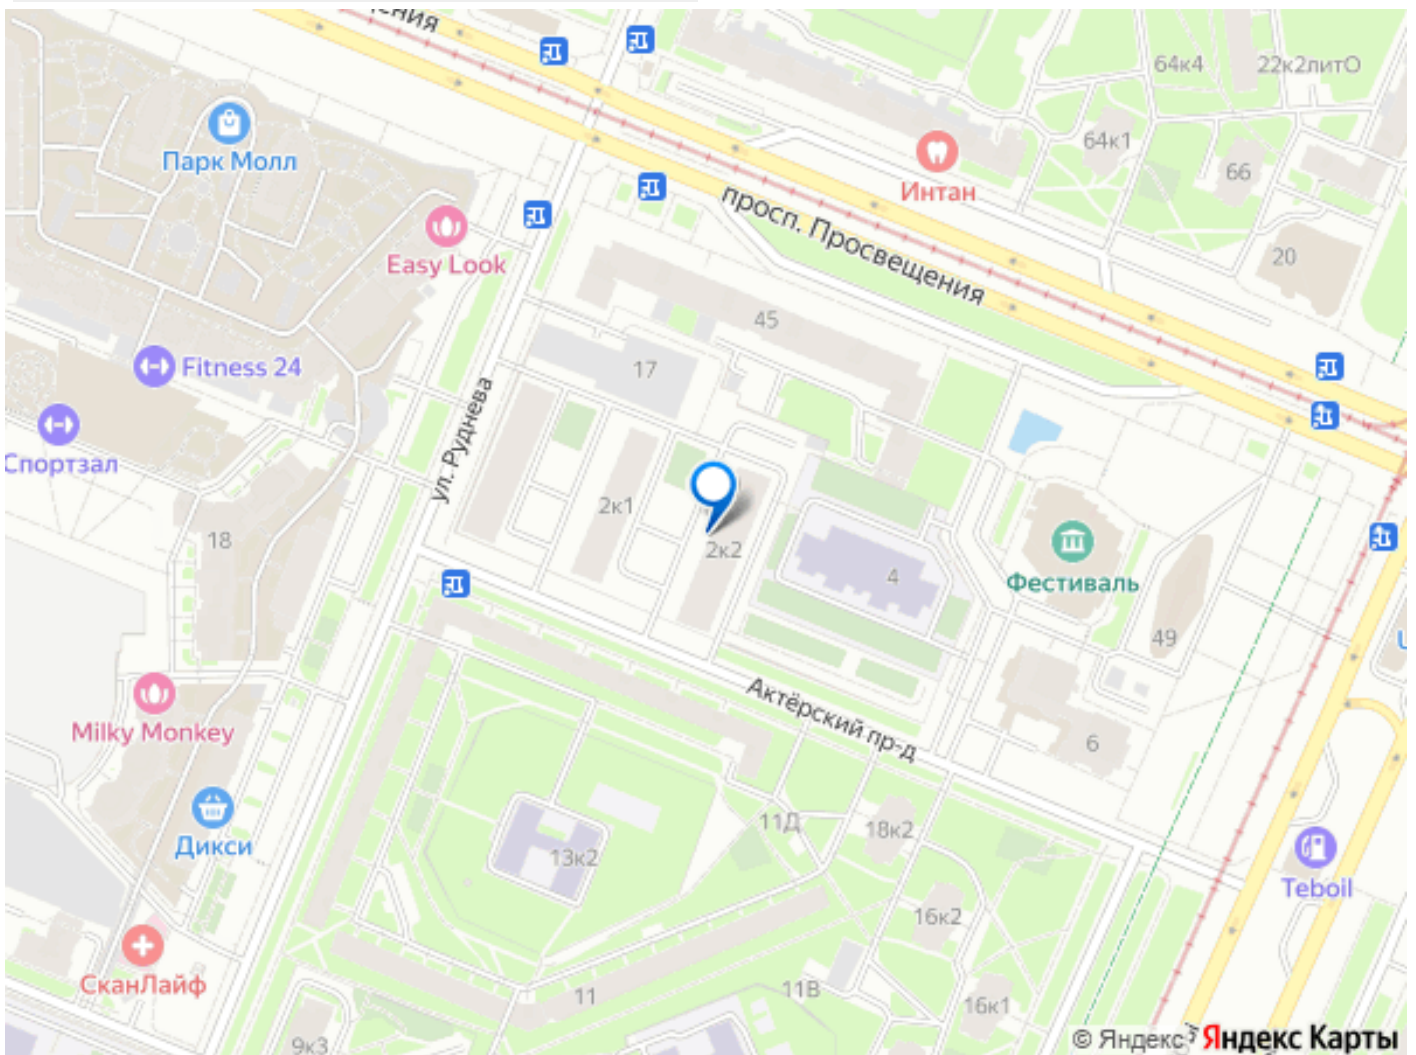 ения
64к4
22к2литО
64к1
66
Парк Молл
Интан
просп. Просвещения
20
Easy Look
45
17
Fitness 24
ул. Руднева
Спортзал
2к1
18
2к2
4
Фестиваль
49
Актёрский пр-д
6
Milky Monkey
11Д
18к2
13к2
Дикси
Teboil
16к2
СканЛайф
11
11В
16к1
9к3
© Яндекс Яндекс Карты